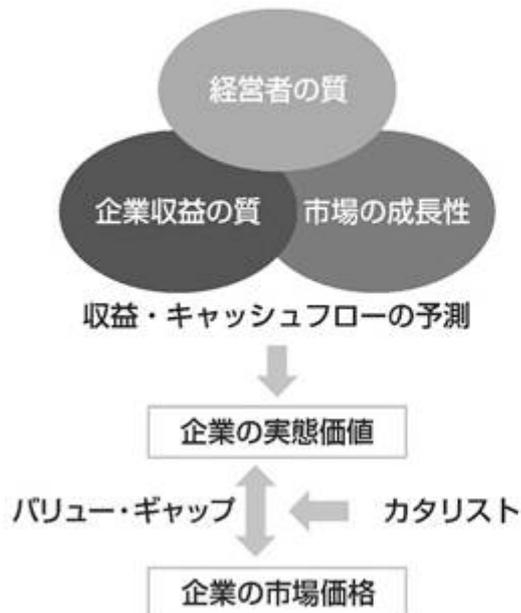 経営者の質
企業収益の質
市場の成長性
収益・キャッシュフローの予測
企業の実態価値
バリュー・ギャップ
カタリスト
企業の市場価格